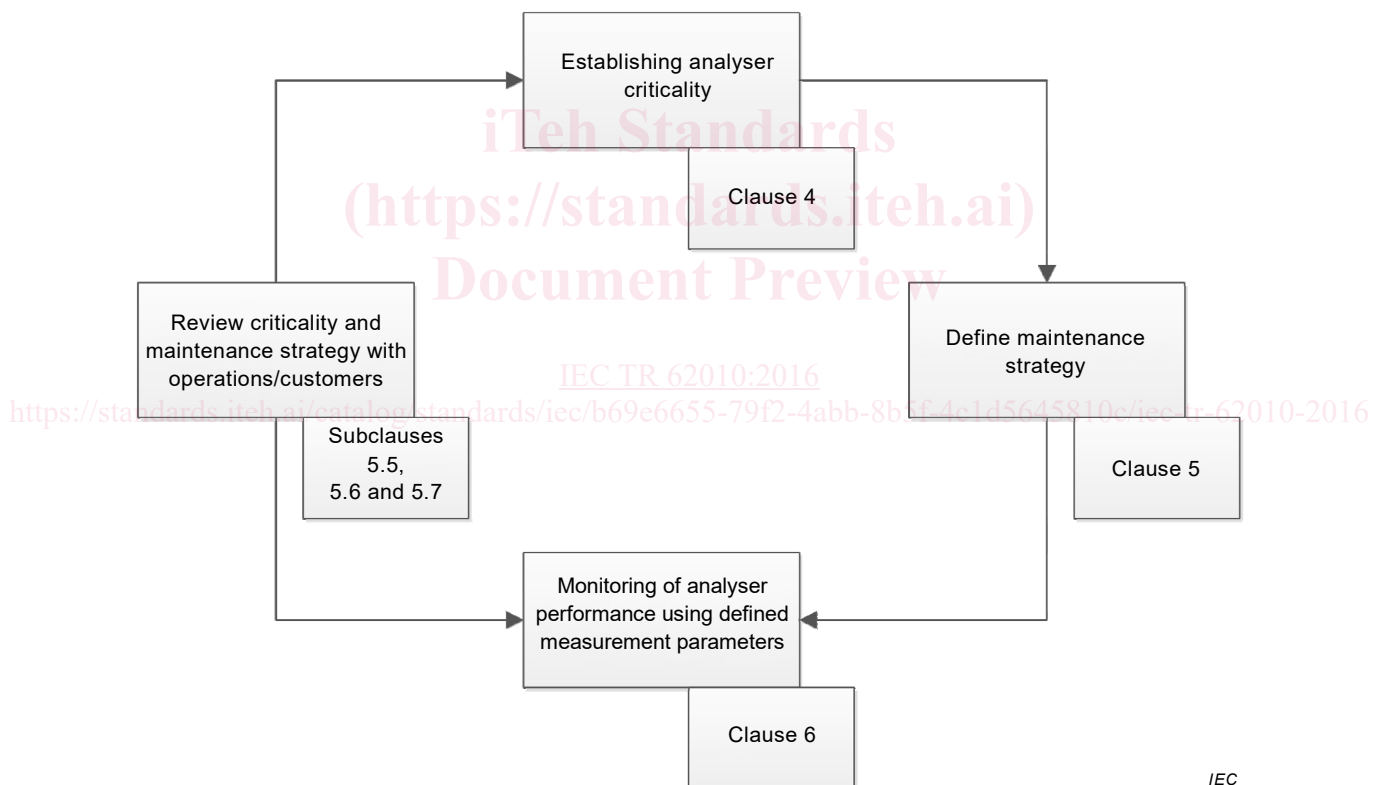 Establishing analyser
criticality
iTeh Standards
Clause 4
(https://standards.iteh.ai)
Document Preview
Review criticality and
maintenance strategy with
operations/customers
Define maintenance
strategy
IEC TR 62010:2016
https://standards.iteh.ai/catalog/standards/iec/b69e6655-79f2-4abb-8b5f-4c1d5645810c/iec-tr-62010-2016
Subclauses
5.5,
5.6 and 5.7
Clause 5
Monitoring of analyser
performance using defined
measurement parameters
Clause 6
IEC